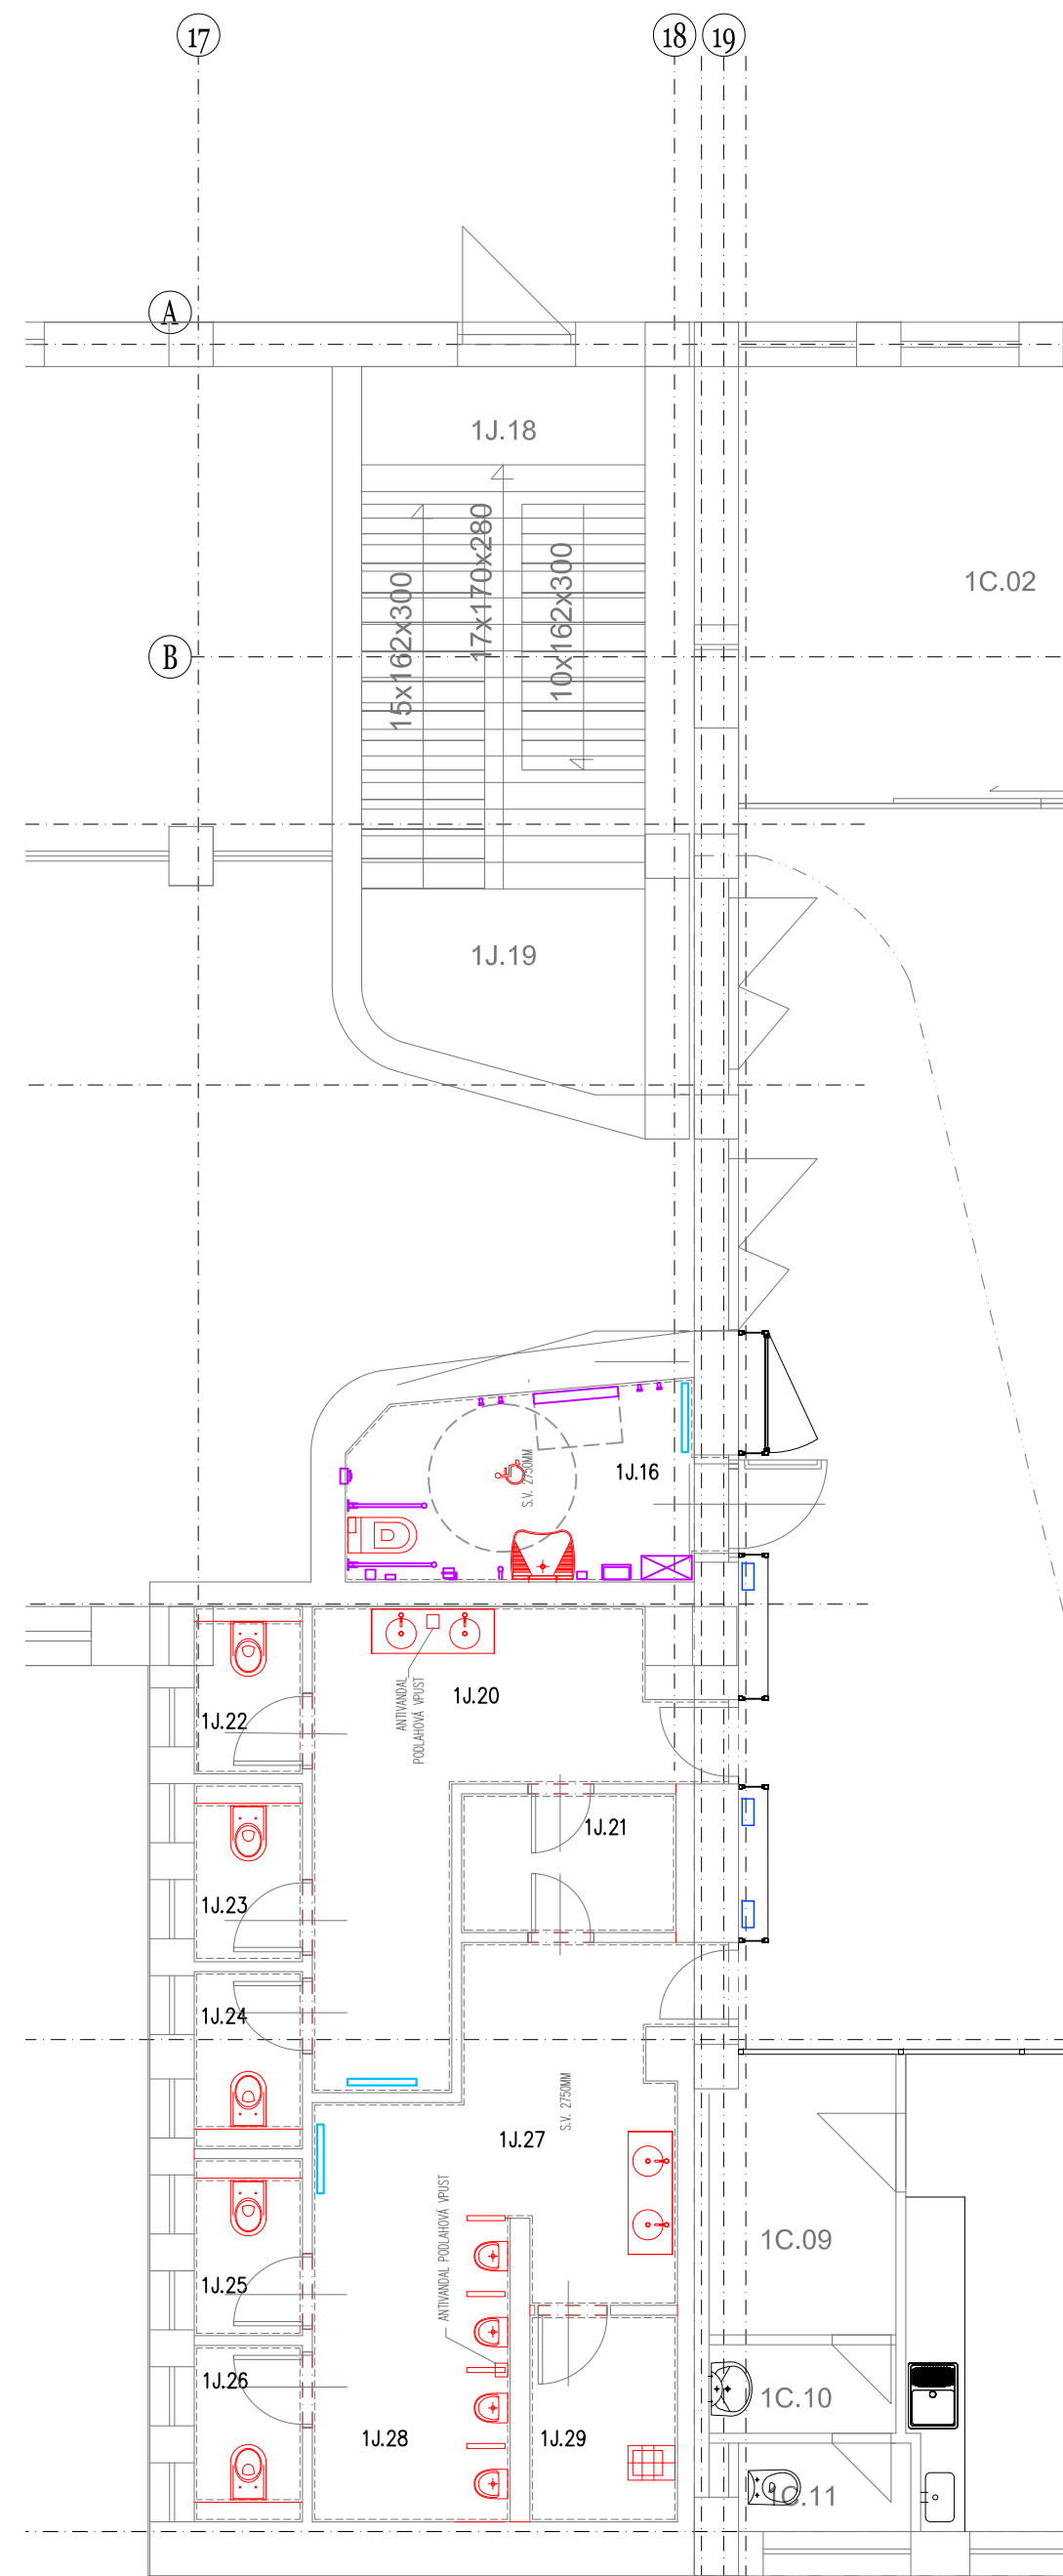 17
18
19
A
1J.18
15x162x300
17x170x280
10x162x300
1C.02
B
1J.19
1J.16
S.V. 2750MM
1J.20
ANTIVANDAL
PODLAHOVÁ VPUST
1J.22
1J.21
1J.23
1J.24
S.V. 2750MM
1J.27
ANTIVANDAL PODLAHOVÁ VPUST
1C.09
1J.25
1J.26
1C.10
1J.28
1J.29
1C.11